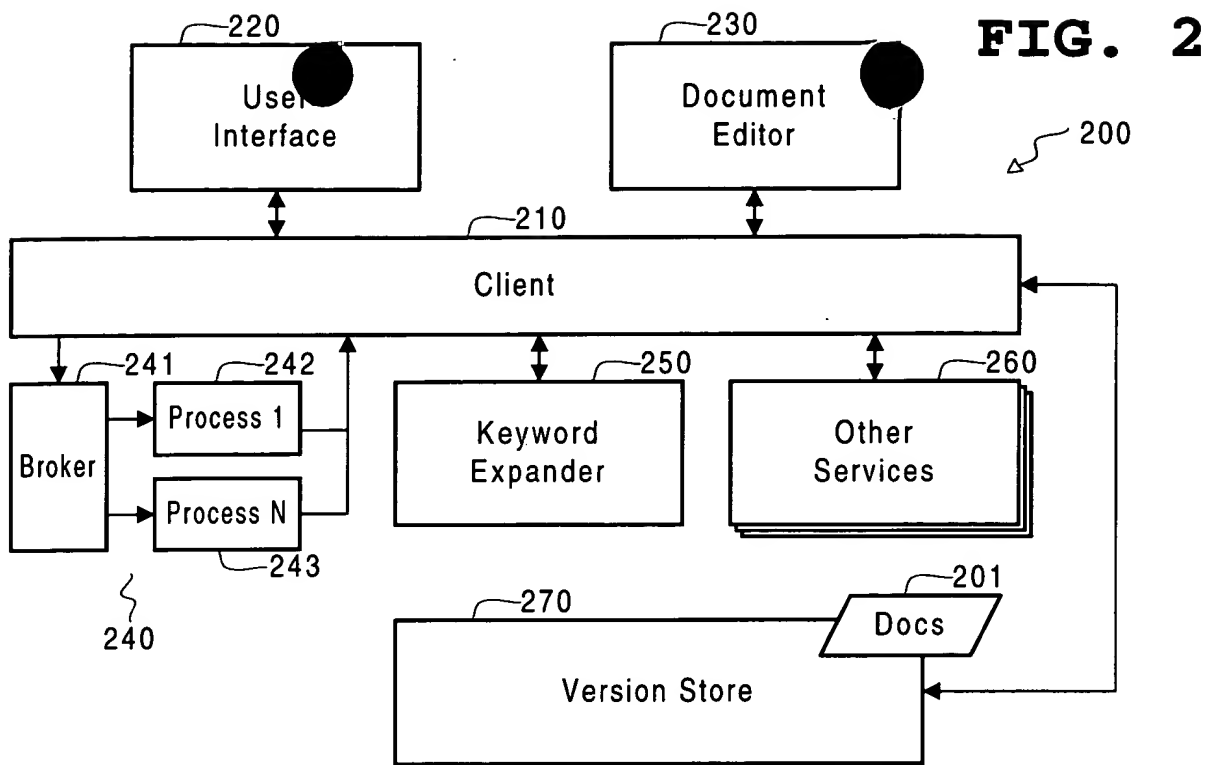 FIG. 2
220
230
200
User
Interface
Document
Editor
210
Client
241
242
250
260
Broker
Process 1
Process N
243
240
Keyword
Expander
Other
Services
270
201
Docs
Version Store